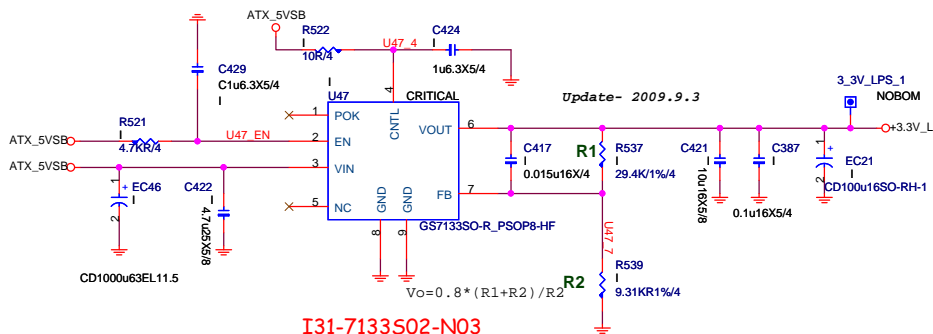 ATX_5VSB
R522
10R/4
U47_4
C424
1u6.3X5/4
C429
C1u6.3X5/4
U47
CRITICAL
Update- 2009.9.3
3_3V_LPS_1
NOBOM
ATX_5VSB
R521
4.7KR/4
U47_EN
1
POK
4
CNTL
2
EN
VOUT
6
+3.3V_L
ATX_5VSB
3
VIN
C417
0.015u16X/4
R1
R537
29.4K/1%/4
C421
10u16X5/8
C387
0.1u16X5/4
1
+
2
EC21
CD100u16SO-RH-1
1
+
2
EC46
C422
4.7u25X5/8
5
NC
GND
GND
FB
7
8
9
GS7133SO-R_PSOP8-HF
U47_7
CD1000u63EL11.5
R2
R539
9.31KR1%/4
Vo=0.8*(R1+R2)/R2
I31-7133S02-N03